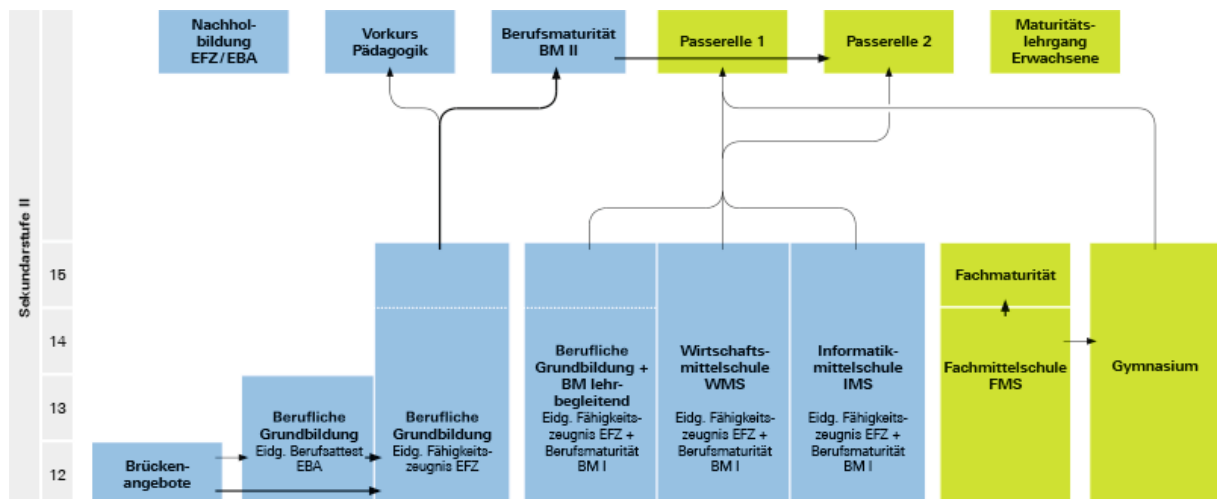 Nachhol-
bildung
EFZ/EBA
Vorkurs
Pädagogik
Berufsmaturität
BM II
Passerelle 1
Passerelle 2
Maturitäts-
lehrgang
Erwachsene
Sekundarstufe II
15
14
13
12
Brücken-
angebote
Berufliche
Grundbildung
Eidg. Berufsattest
EBA
Berufliche
Grundbildung
Eidg. Fähigkeits-
zeugnis EFZ
Berufliche
Grundbildung +
BM lehr-
begleitend
Eidg. Fähigkeits-
zeugnis EFZ +
Berufsmaturität
BM I
Wirtschafts-
mittelschule
WMS
Eidg. Fähigkeits-
zeugnis EFZ +
Berufsmaturität
BM I
Informatik-
mittelschule
IMS
Eidg. Fähigkeits-
zeugnis EFZ +
Berufsmaturität
BM I
Fachmaturität
Fachmittelschule
FMS
Gymnasium